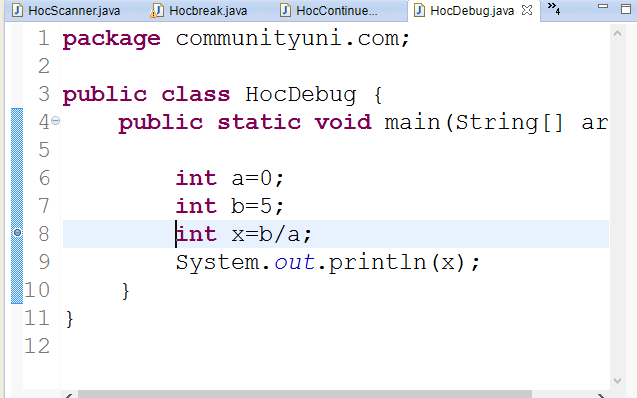 HocScanner.java Hocbreak.java HocContinue... HocDebug.java »4
1 package communityuni.com;
2
3 public class HocDebug {
4 public static void main(String[] ar
5
6 int a=0;
7 int b=5;
8 int x=b/a;
9 System.out.println(x);
10 }
11 }
12